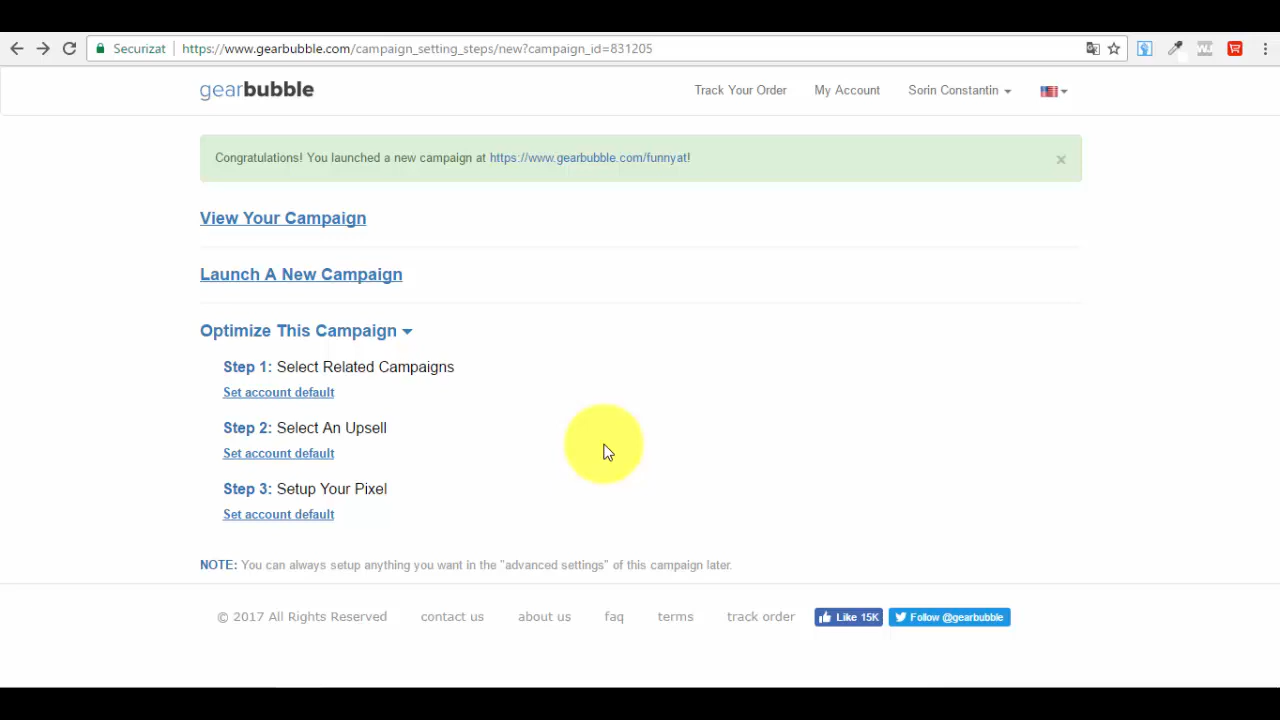 Securizat https://www.gearbubble.com/campaign_setting_steps/new?campaign_id=831205
gearbubble Track Your Order My Account Sorin Constantin
Congratulations! You launched a new campaign at https://www.gearbubble.com/funnyat! ×
View Your Campaign
Launch A New Campaign
Optimize This Campaign
Step 1: Select Related Campaigns
Set account default
Step 2: Select An Upsell
Set account default
Step 3: Setup Your Pixel
Set account default
NOTE: You can always setup anything you want in the "advanced settings" of this campaign later.
© 2017 All Rights Reserved contact us about us faq terms track order Like 15K Follow @gearbubble